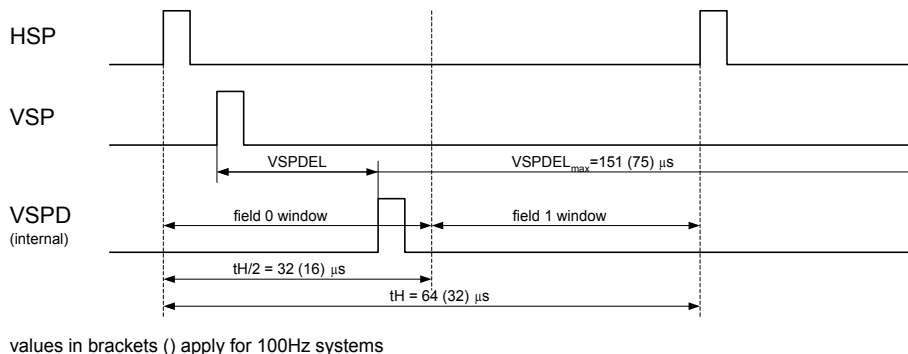 HSP
VSP
VSPDEL
VSPDELmax=151 (75) μs
VSPD
(internal)
field 0 window
field 1 window
tH/2 = 32 (16) μs
tH = 64 (32) μs
values in brackets () apply for 100Hz systems